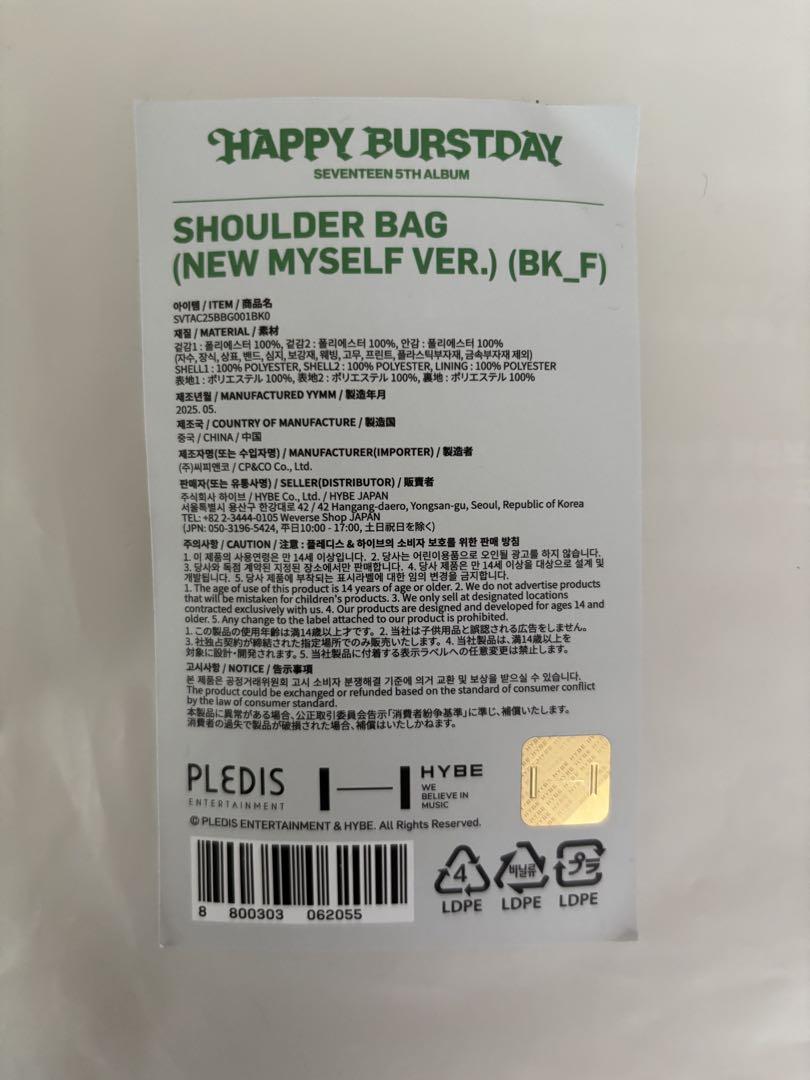 HAPPY BURSTDAY
SEVENTEEN 5TH ALBUM
SHOULDER BAG
(NEW MYSELF VER.) (BK_F)
아이템 / ITEM / 商品名
SVTAC25BBG001BK0
재질 / MATERIAL / 素材
겉감1 : 폴리에스터 100%, 겉감2 : 폴리에스터 100%, 안감 : 폴리에스터 100%
(자수, 장식, 상표, 밴드, 심지, 보강재, 웨빙, 고무, 프린트, 플라스틱부자재, 금속부자재 제외)
SHELL1 : 100% POLYESTER, SHELL2 : 100% POLYESTER, LINING : 100% POLYESTER
表地1 : ポリエステル 100%, 表地2 : ポリエステル 100%, 裏地 : ポリエステル 100%
제조년월 / MANUFACTURED YYMM / 製造年月
2025. 05.
제조국 / COUNTRY OF MANUFACTURE / 製造国
중국 / CHINA / 中国
제조자명(또는 수입자명) / MANUFACTURER(IMPORTER) / 製造者
(주)씨피앤코 / CP&CO Co., Ltd.
판매자(또는 유통사명) / SELLER(DISTRIBUTOR) / 販賣者
주식회사 하이브 / HYBE Co., Ltd. / HYBE JAPAN
서울특별시 용산구 한강대로 42 / 42 Hangang-daero, Yongsan-gu, Seoul, Republic of Korea
TEL: +82 2-3444-0105 Weverse Shop JAPAN
(JPN: 050-3196-5424, 平日10:00 - 17:00, 土日祝日を除く)
주의사항 / CAUTION / 注意 : 플레디스 & 하이브의 소비자 보호를 위한 판매 방침
1. 이 제품의 사용연령은 만 14세 이상입니다. 2. 당사는 어린이용품으로 오인될 광고를 하지 않습니다.
3. 당사와 독점 계약된 지정된 장소에서만 판매합니다. 4. 당사 제품은 만 14세 이상을 대상으로 설계 및
개발됩니다. 5. 당사 제품에 부착되는 표시라벨에 대한 임의 변경을 금지합니다.
1. The age of use of this product is 14 years of age or older. 2. We do not advertise products
that will be mistaken for children's products. 3. We only sell at designated locations
contracted exclusively with us. 4. Our products are designed and developed for ages 14 and
older. 5. Any change to the label attached to our product is prohibited.
1. この製品の使用年齢は満14歳以上才です。2. 当社は子供用品と誤認される広告をしません。
3. 社独占契約が締結された指定場所でのみ販売いたします。4. 当社製品は、満14歳以上を
対象に設計・開発されます。5. 当社製品に付着する表示ラベルへの任意変更は禁止します。
고시사항 / NOTICE / 告示事項
본 제품은 공정거래위원회 고시 소비자 분쟁해결 기준에 의거 교환 및 보상을 받으실 수 있습니다.
The product could be exchanged or refunded based on the standard of consumer conflict
by the law of consumer standard.
本製品に異常がある場合、公正取引委員会告示「消費者紛争基準」に準じ、補償いたします。
消費者の過失で製品が破損された場合、補償はいたしかねます。
PLEDIS
ENTERTAINMENT
HYBE
WE
BELIEVE IN
MUSIC
© PLEDIS ENTERTAINMENT & HYBE. All Rights Reserved.
8 800303 062055
4
LDPE
비닐류
LDPE
プラ
LDPE